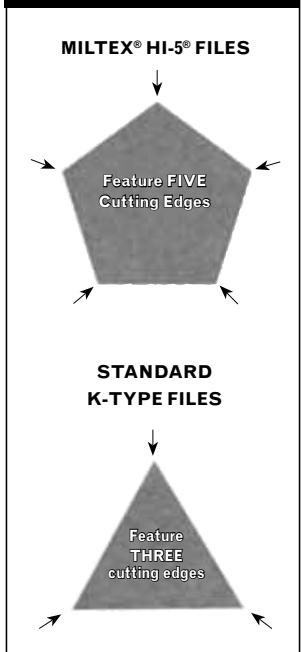 MILTEX® HI-5® FILES
Feature FIVE
Cutting Edges
STANDARD
K-TYPE FILES
Feature
THREE
cutting edges